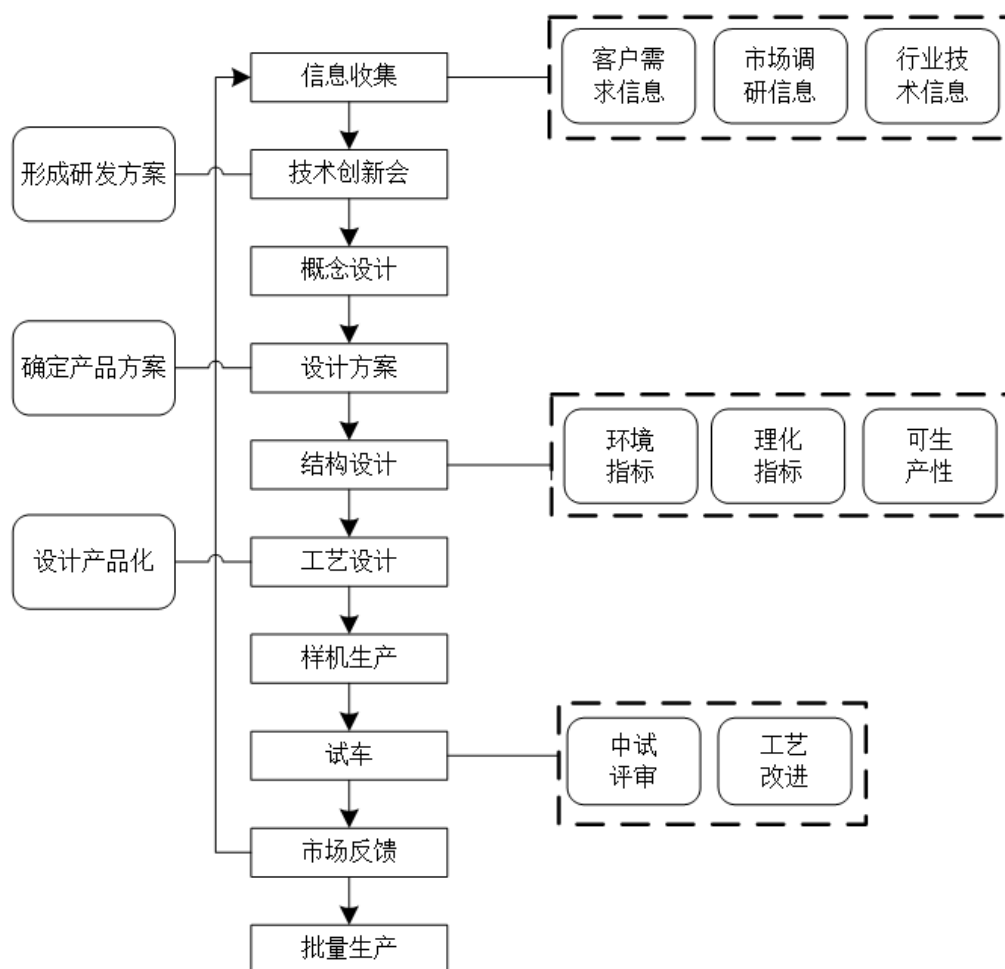 信息收集
客户需
求信息
市场调
研信息
行业技
术信息
形成研发方案
技术创新会
概念设计
确定产品方案
设计方案
结构设计
环境
指标
理化
指标
可生
产性
设计产品化
工艺设计
样机生产
试车
中试
评审
工艺
改进
市场反馈
批量生产